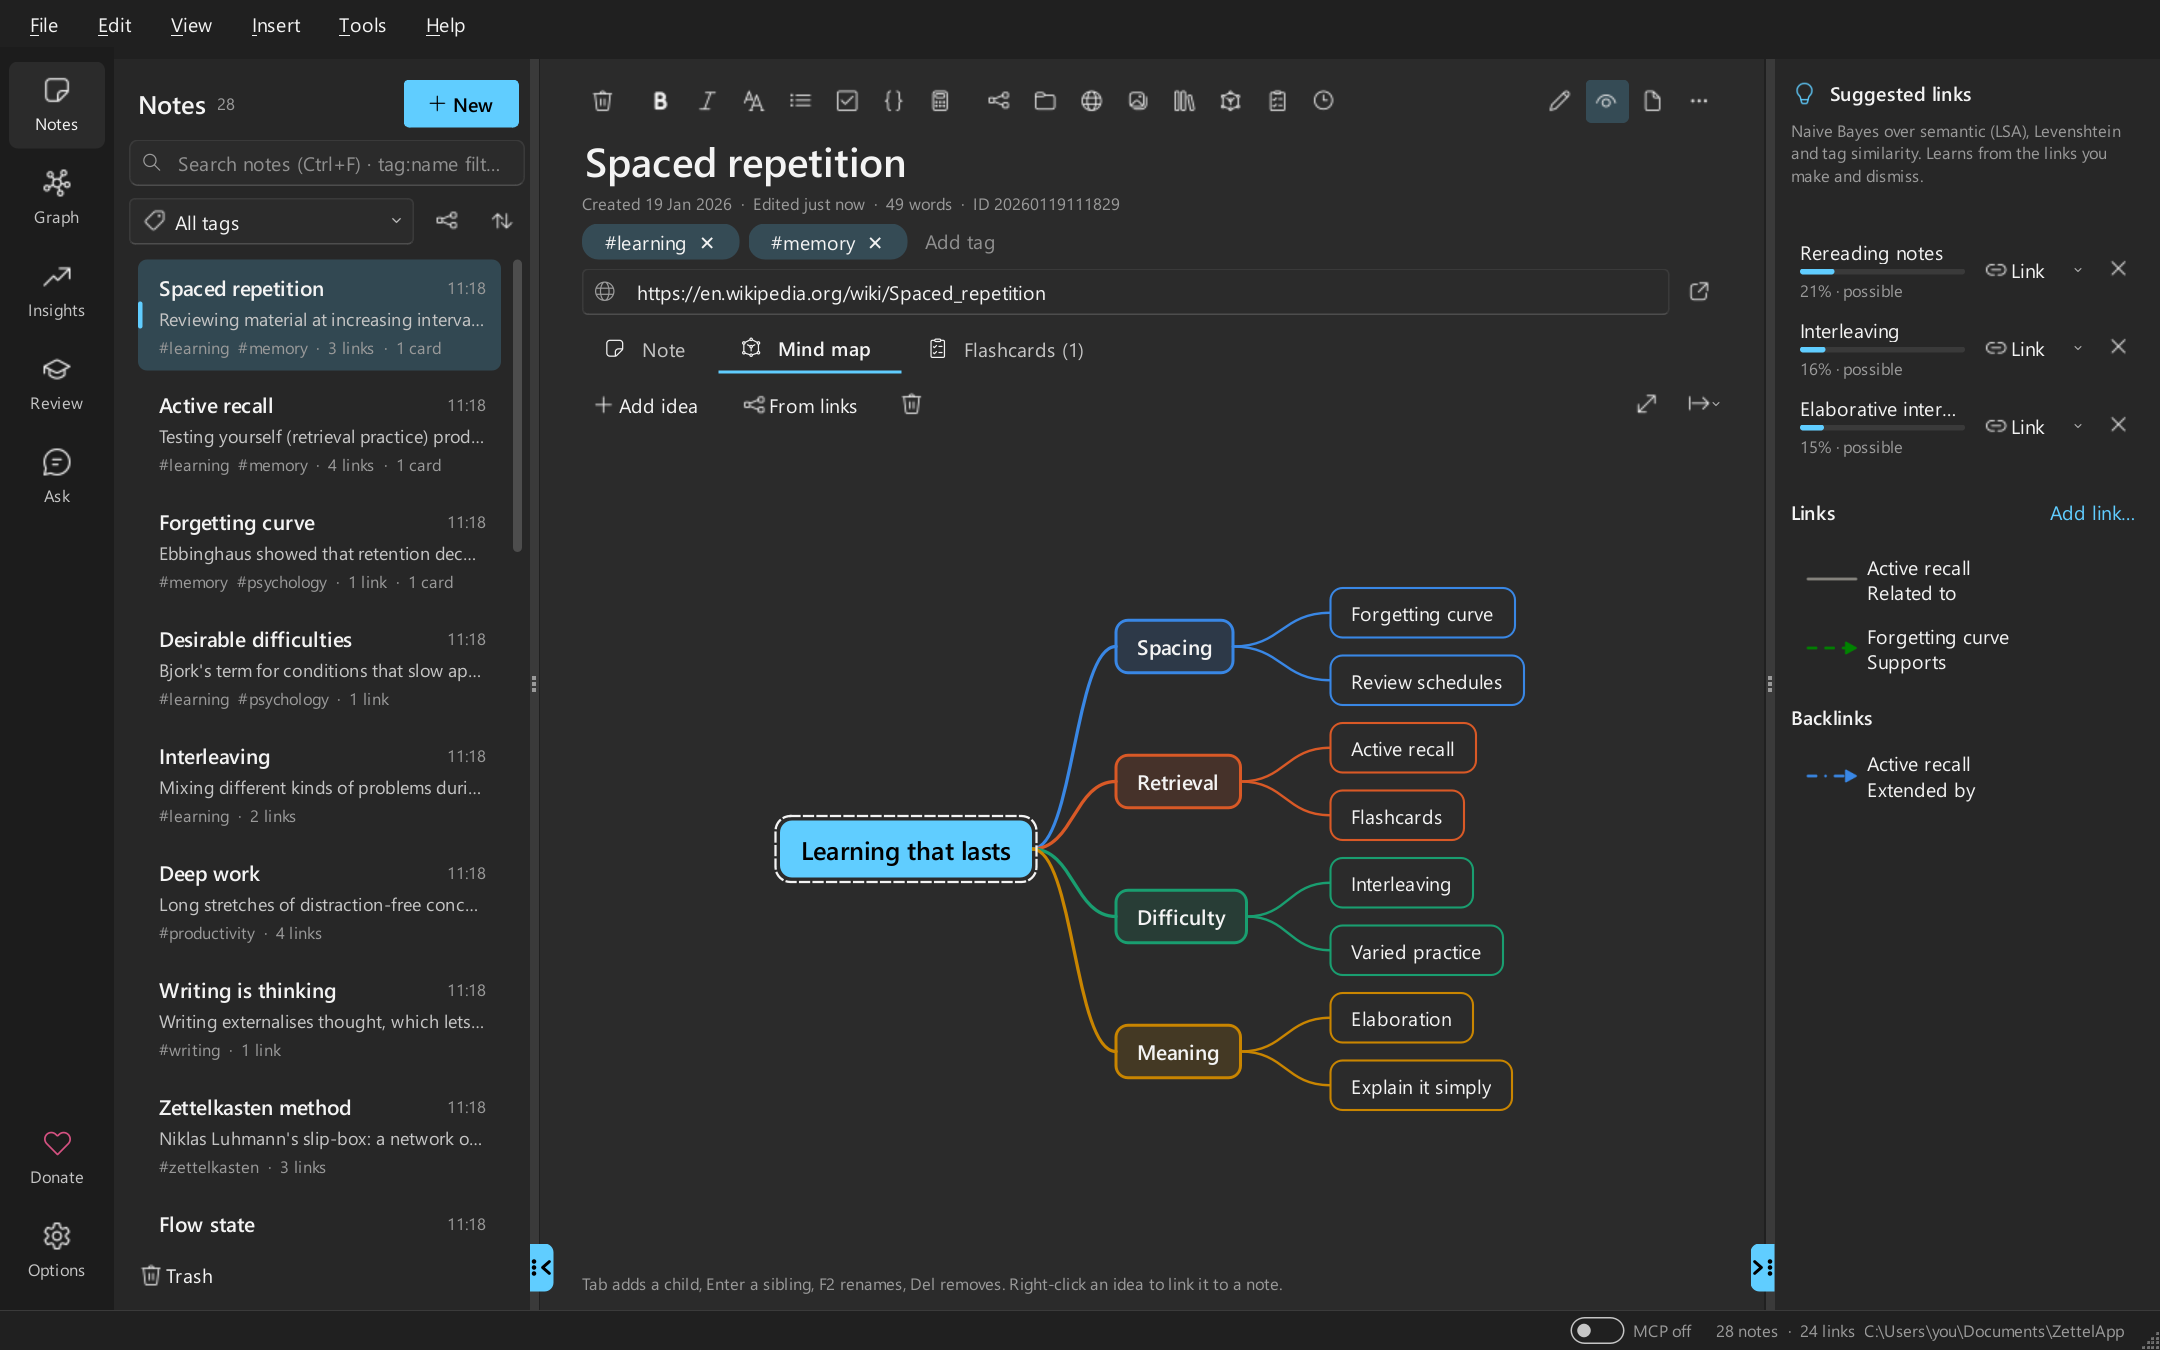 File Edit View Insert Tools Help
Notes
Graph
Insights
Review
Ask
Donate
Options
Notes 28
+ New
Search notes (Ctrl+F) · tag:name filt...
All tags
Spaced repetition 11:18
Reviewing material at increasing interva...
#learning #memory · 3 links · 1 card
Active recall 11:18
Testing yourself (retrieval practice) prod...
#learning #memory · 4 links · 1 card
Forgetting curve 11:18
Ebbinghaus showed that retention dec...
#memory #psychology · 1 link · 1 card
Desirable difficulties 11:18
Bjork's term for conditions that slow ap...
#learning #psychology · 1 link
Interleaving 11:18
Mixing different kinds of problems duri...
#learning · 2 links
Deep work 11:18
Long stretches of distraction-free conc...
#productivity · 4 links
Writing is thinking 11:18
Writing externalises thought, which lets...
#writing · 1 link
Zettelkasten method 11:18
Niklas Luhmann's slip-box: a network o...
#zettelkasten · 3 links
Flow state 11:18
Trash
Spaced repetition
Created 19 Jan 2026 · Edited just now · 49 words · ID 20260119111829
#learning #memory Add tag
https://en.wikipedia.org/wiki/Spaced_repetition
Note Mind map Flashcards (1)
Add idea From links
Learning that lasts
Spacing
Forgetting curve
Review schedules
Retrieval
Active recall
Flashcards
Difficulty
Interleaving
Varied practice
Meaning
Elaboration
Explain it simply
Tab adds a child, Enter a sibling, F2 renames, Del removes. Right-click an idea to link it to a note.
Suggested links
Naive Bayes over semantic (LSA), Levenshtein
and tag similarity. Learns from the links you
make and dismiss.
Rereading notes
Link
21% · possible
Interleaving
Link
16% · possible
Elaborative inter...
Link
15% · possible
Links Add link...
Active recall
Related to
Forgetting curve
Supports
Backlinks
Active recall
Extended by
MCP off 28 notes · 24 links C:\Users\you\Documents\ZettelApp